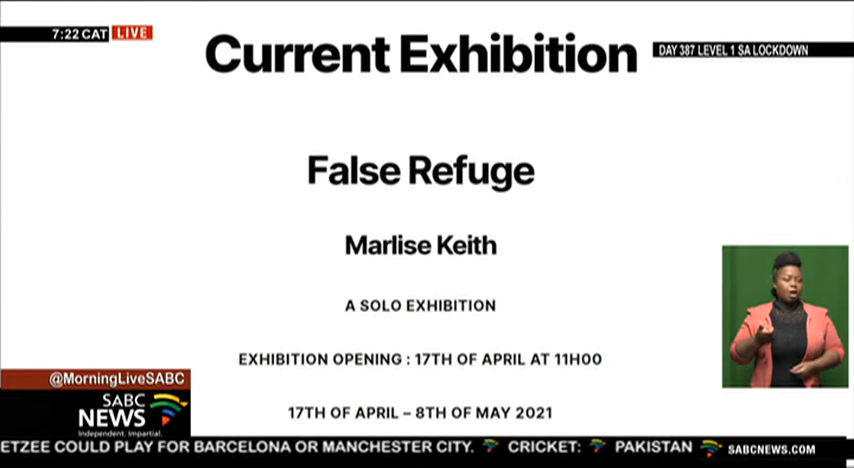 7:22 CAT LIVE
Current Exhibition
DAY 387 LEVEL 1 SA LOCKDOWN
False Refuge
Marlise Keith
A SOLO EXHIBITION
EXHIBITION OPENING : 17TH OF APRIL AT 11H00
@MorningLiveSABC
17TH OF APRIL – 8TH OF MAY 2021
SABC
NEWS
Independent. Impartial.
ETZEE COULD PLAY FOR BARCELONA OR MANCHESTER CITY. CRICKET: PAKISTAN SABCNEWS.COM